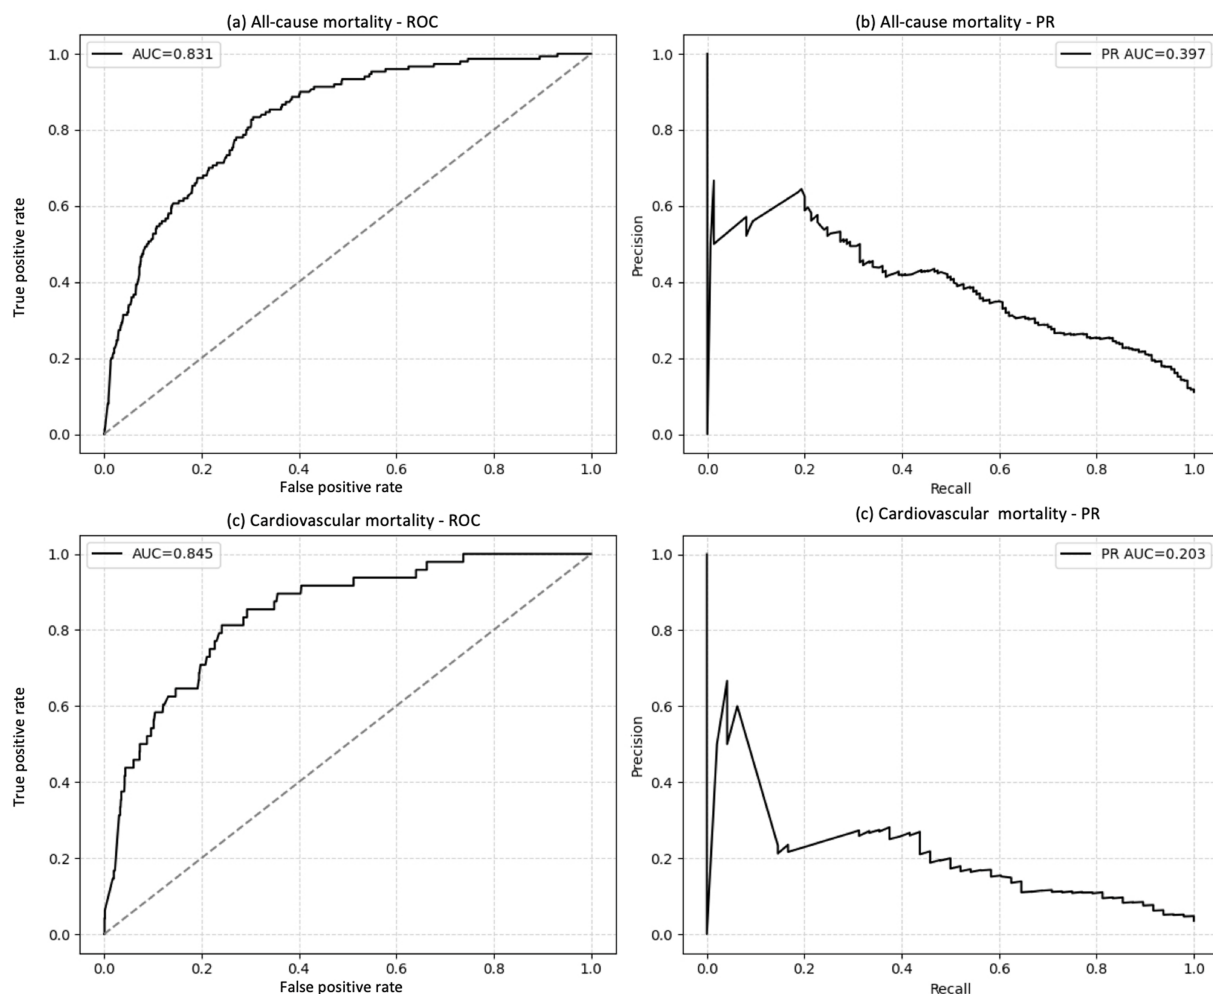 (a) All-cause mortality - ROC
AUC=0.831
True positive rate
1.0
0.8
0.6
0.4
0.2
0.0
0.0 0.2 0.4 0.6 0.8 1.0
False positive rate
(b) All-cause mortality - PR
PR AUC=0.397
Precision
1.0
0.8
0.6
0.4
0.2
0.0
0.0 0.2 0.4 0.6 0.8 1.0
Recall
(c) Cardiovascular mortality - ROC
AUC=0.845
True positive rate
1.0
0.8
0.6
0.4
0.2
0.0
0.0 0.2 0.4 0.6 0.8 1.0
False positive rate
(c) Cardiovascular mortality - PR
PR AUC=0.203
Precision
1.0
0.8
0.6
0.4
0.2
0.0
0.0 0.2 0.4 0.6 0.8 1.0
Recall